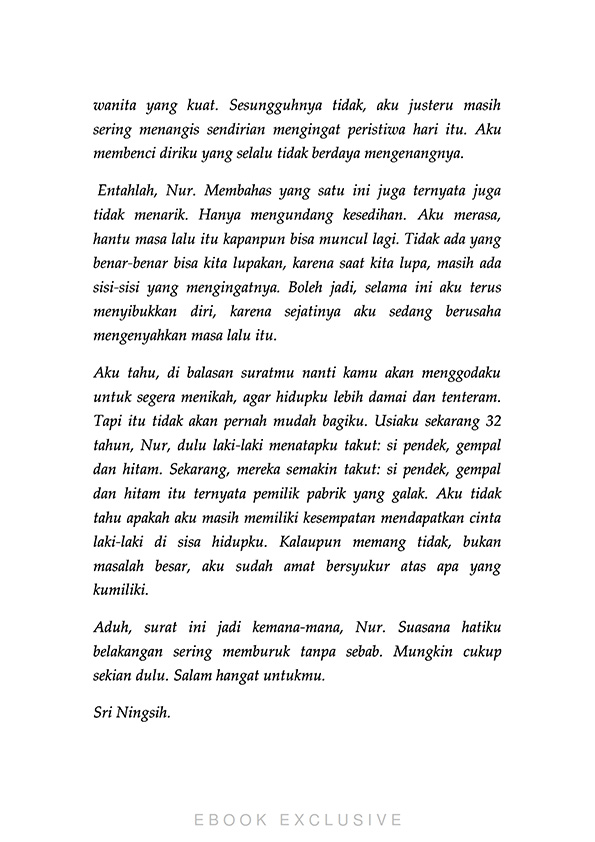 wanita yang kuat. Sesungguhnya tidak, aku justeru masih
sering menangis sendirian mengingat peristiwa hari itu. Aku
membenci diriku yang selalu tidak berdaya mengenangnya.
Entahlah, Nur. Membahas yang satu ini juga ternyata juga
tidak menarik. Hanya mengundang kesedihan. Aku merasa,
hantu masa lalu itu kapanpun bisa muncul lagi. Tidak ada yang
benar-benar bisa kita lupakan, karena saat kita lupa, masih ada
sisi-sisi yang mengingatnya. Boleh jadi, selama ini aku terus
menyibukkan diri, karena sejatinya aku sedang berusaha
mengenyahkan masa lalu itu.
Aku tahu, di balasan suratmu nanti kamu akan menggodaku
untuk segera menikah, agar hidupku lebih damai dan tenteram.
Tapi itu tidak akan pernah mudah bagiku. Usiaku sekarang 32
tahun, Nur, dulu laki-laki menatapku takut: si pendek, gempal
dan hitam. Sekarang, mereka semakin takut: si pendek, gempal
dan hitam itu ternyata pemilik pabrik yang galak. Aku tidak
tahu apakah aku masih memiliki kesempatan mendapatkan cinta
laki-laki di sisa hidupku. Kalaupun memang tidak, bukan
masalah besar, aku sudah amat bersyukur atas apa yang
kumiliki.
Aduh, surat ini jadi kemana-mana, Nur. Suasana hatiku
belakangan sering memburuk tanpa sebab. Mungkin cukup
sekian dulu. Salam hangat untukmu.
Sri Ningsih.
EBOOK EXCLUSIVE